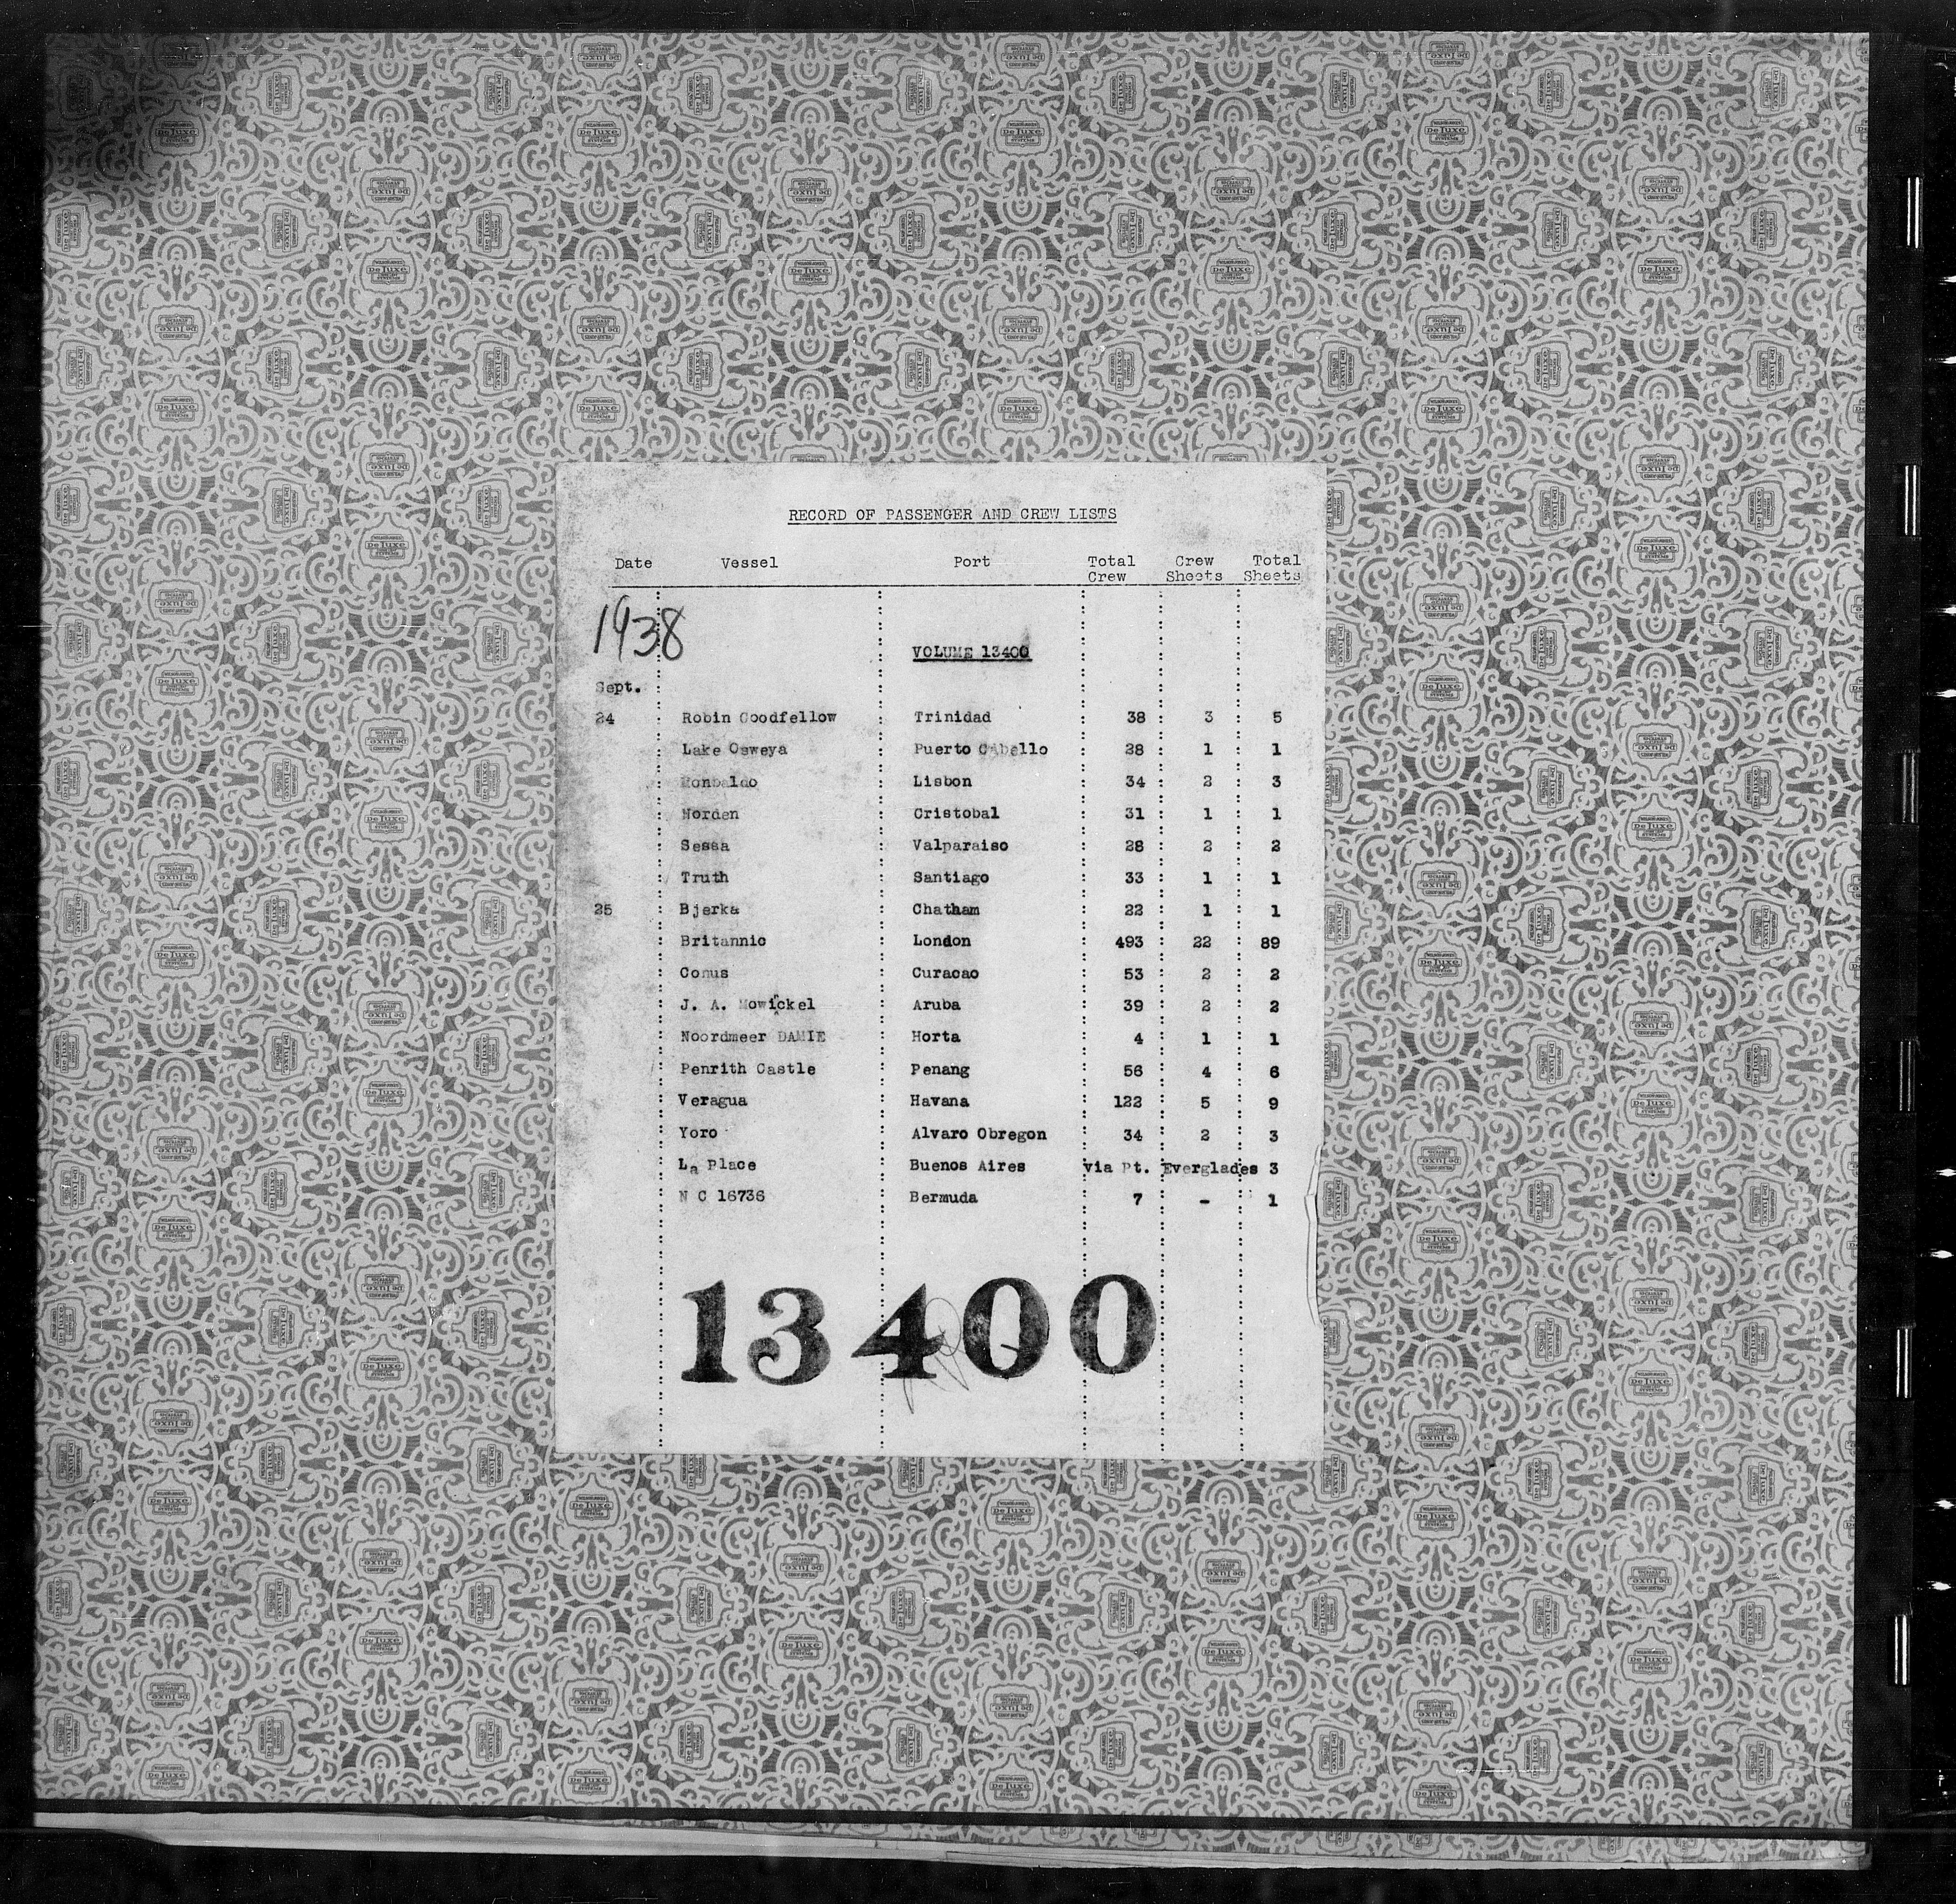 RECORD OF PASSENGER AND CREW LISTS
Date Vessel Port Total Crew Crew Sheets Total Sheets
1938
VOLUME 13400
Sept.
24 Robin Goodfellow Trinidad 38 3 5
Lake Osweya Puerto Cabello 28 1 1
Lisbon 34 2 3
Norden Cristobal 31 1 1
Sessa Valparaiso 28 2 2
Truth Santiago 33 1 1
25 Bjerka Chatham 22 1 1
Britannic London 493 22 89
Comus Curacao 53 2 2
J. A. Mowickel Aruba 39 2 2
Noordmeer DAMIE Horta 4 1 1
Penrith Castle Penang 56 4 6
Veragua Havana 122 5 9
Yoro Alvaro Obregon 34 2 3
La Place Buenos Aires via Pt. Everglades 3
N C 16736 Bermuda 7 - 1
13400